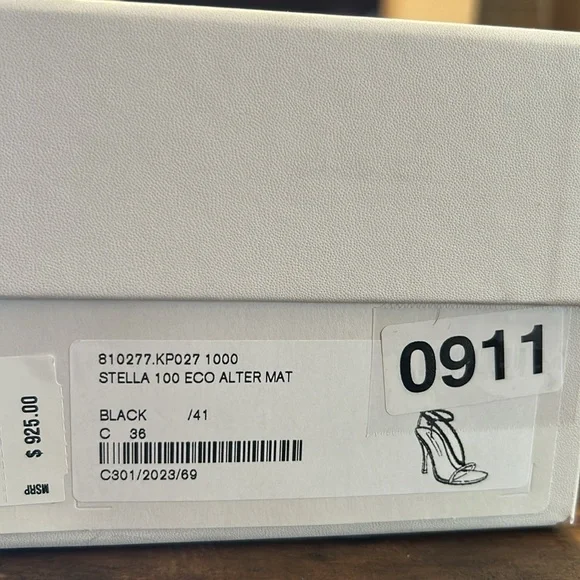 810277.KP027 1000
STELLA 100 ECO ALTER MAT
BLACK /41
C 36
C301/2023/69
0911
$ 925.00
MSRP